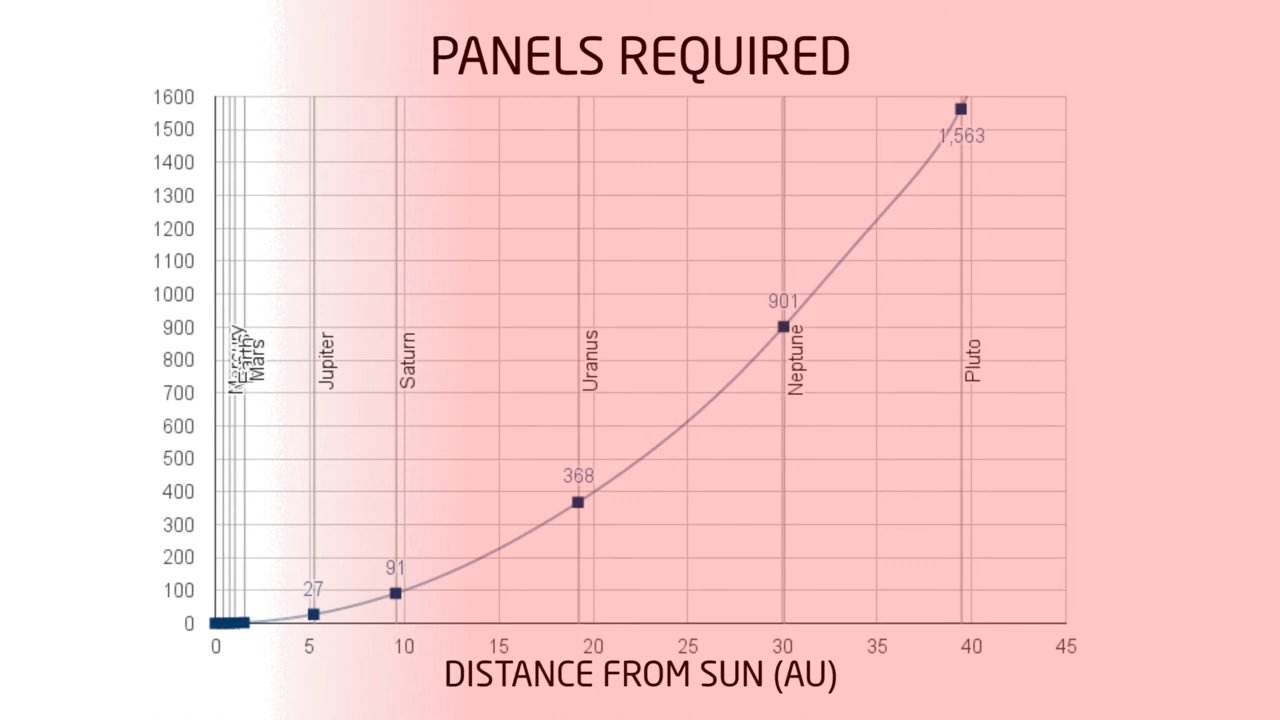 PANELS REQUIRED
1600
1500
1400
1300
1200
1100
1000
900
800
700
600
500
400
300
200
100
0
1,563
901
368
91
27
Mars
Jupiter
Saturn
Uranus
Neptune
Pluto
0 5 10 15 20 25 30 35 40 45
DISTANCE FROM SUN (AU)